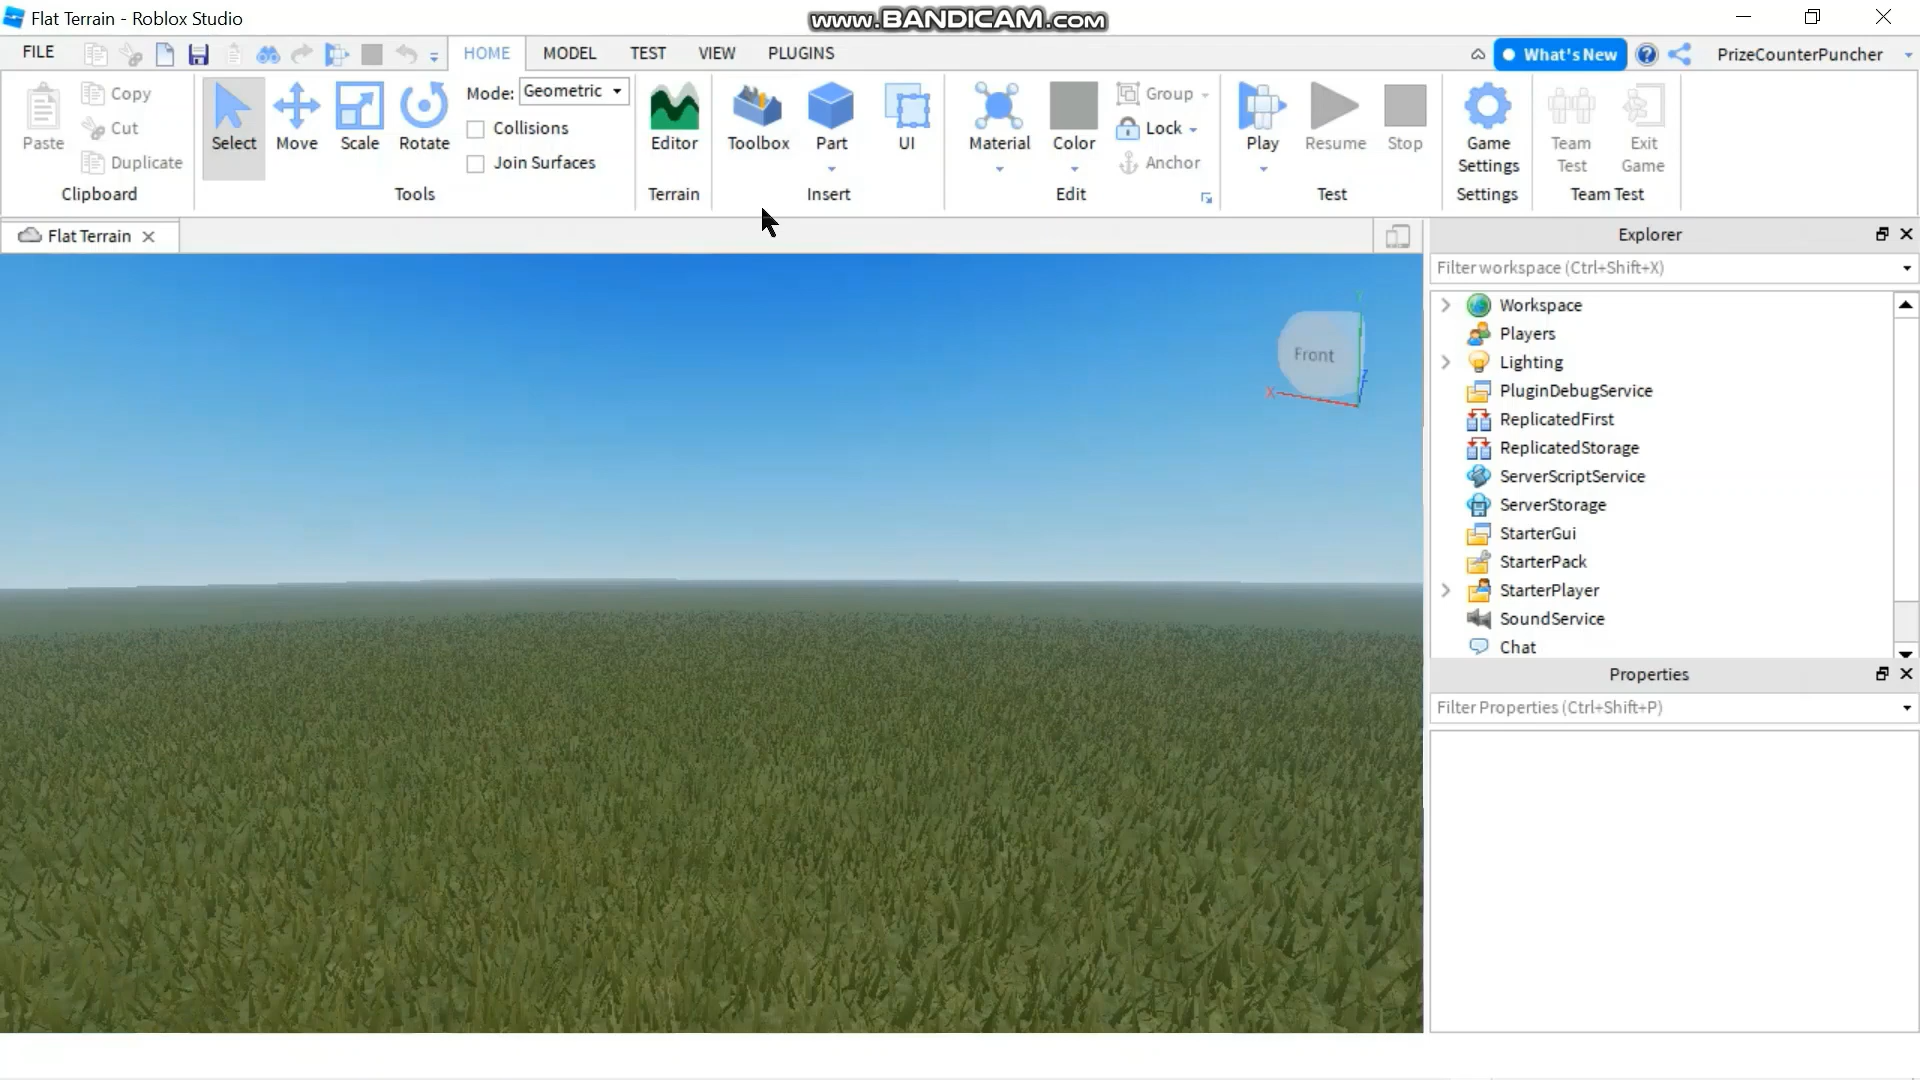 Flat Terrain - Roblox Studio
www.BANDICAM.com
FILE
HOME
MODEL
TEST
VIEW
PLUGINS
What's New
PrizeCounterPuncher
Paste
Copy
Cut
Duplicate
Clipboard
Select
Move
Scale
Rotate
Mode: Geometric
Collisions
Join Surfaces
Tools
Editor
Terrain
Toolbox
Part
UI
Insert
Material
Color
Group
Lock
Anchor
Edit
Play
Resume
Stop
Test
Game
Settings
Settings
Team
Test
Exit
Game
Team Test
Flat Terrain
Front
X
Z
Explorer
Filter workspace (Ctrl+Shift+X)
Workspace
Players
Lighting
PluginDebugService
ReplicatedFirst
ReplicatedStorage
ServerScriptService
ServerStorage
StarterGui
StarterPack
StarterPlayer
SoundService
Chat
Properties
Filter Properties (Ctrl+Shift+P)